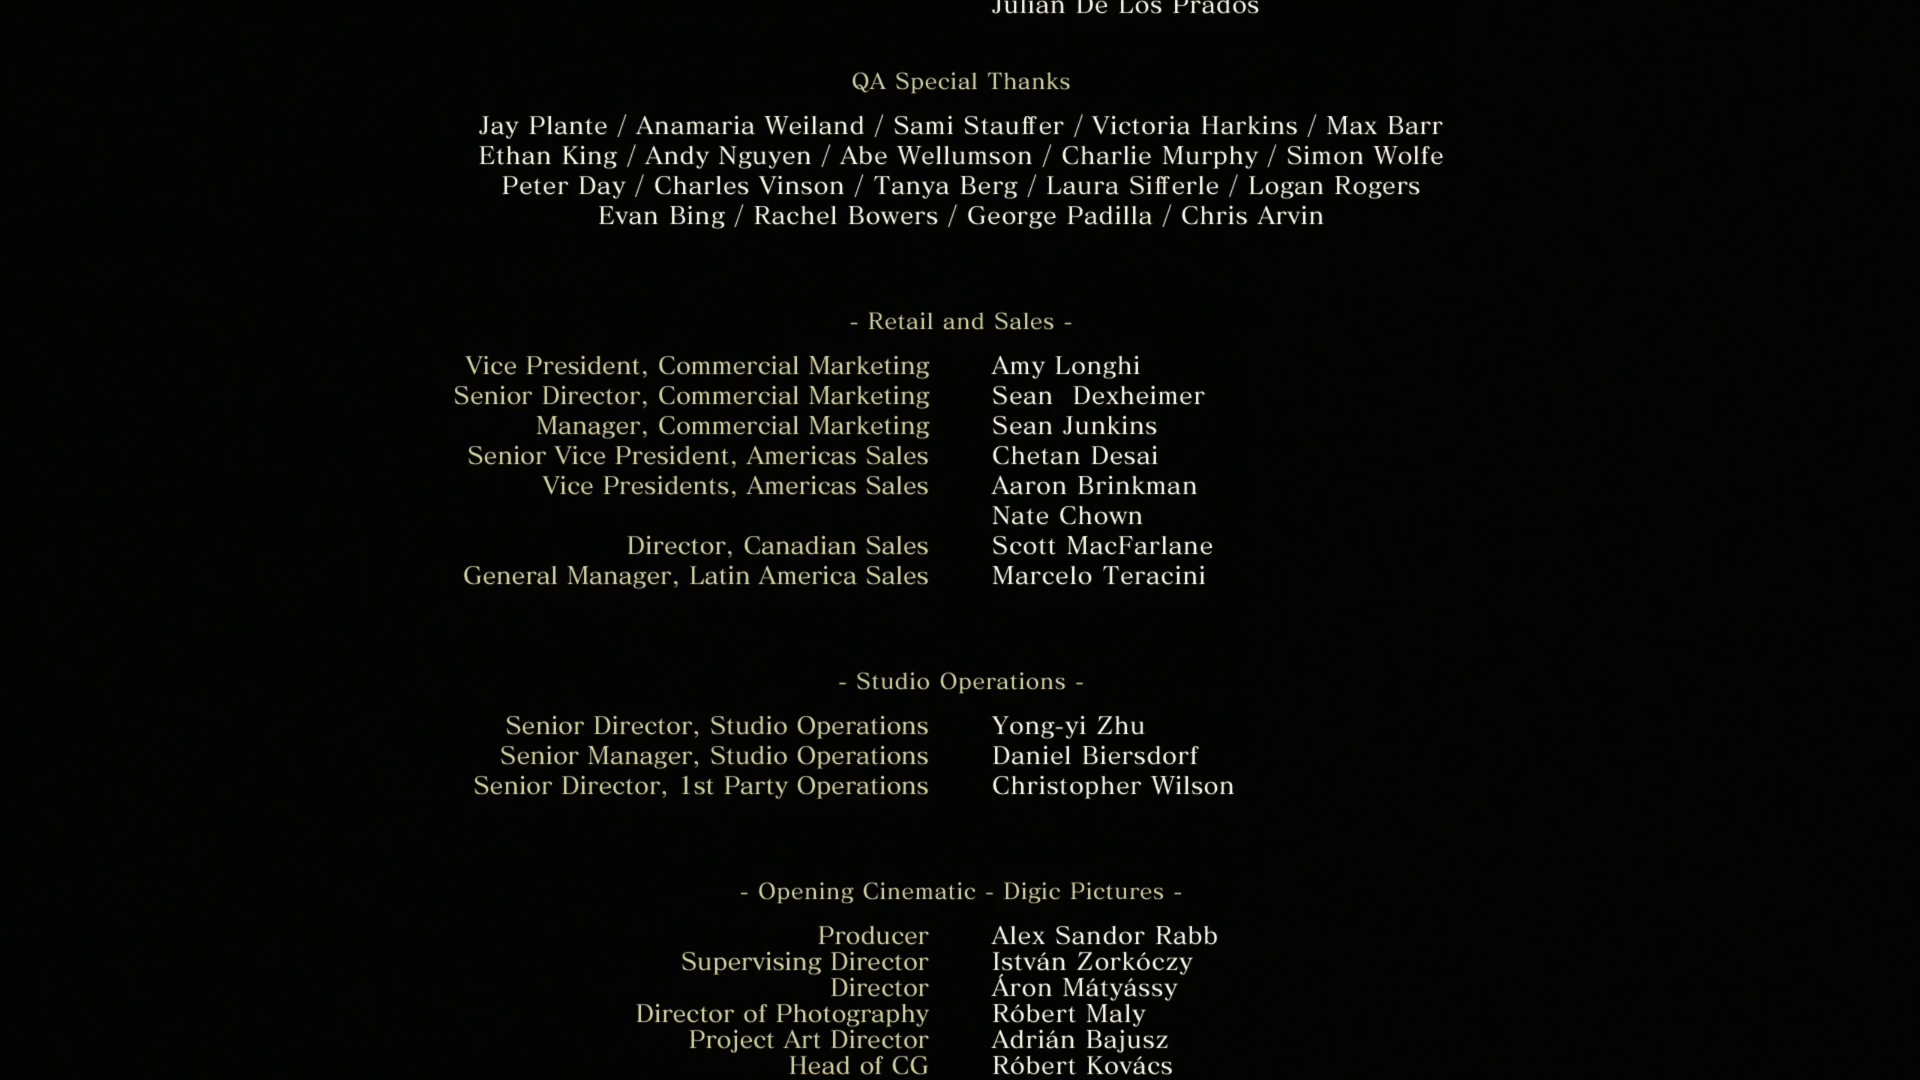 Julian De Los Prados
QA Special Thanks
Jay Plante / Anamaria Weiland / Sami Stauffer / Victoria Harkins / Max Barr
Ethan King / Andy Nguyen / Abe Wellumson / Charlie Murphy / Simon Wolfe
Peter Day / Charles Vinson / Tanya Berg / Laura Sifferle / Logan Rogers
Evan Bing / Rachel Bowers / George Padilla / Chris Arvin
- Retail and Sales -
Vice President, Commercial Marketing Amy Longhi
Senior Director, Commercial Marketing Sean  Dexheimer
Manager, Commercial Marketing Sean Junkins
Senior Vice President, Americas Sales Chetan Desai
Vice Presidents, Americas Sales Aaron Brinkman
Nate Chown
Director, Canadian Sales Scott MacFarlane
General Manager, Latin America Sales Marcelo Teracini
- Studio Operations -
Senior Director, Studio Operations Yong-yi Zhu
Senior Manager, Studio Operations Daniel Biersdorf
Senior Director, 1st Party Operations Christopher Wilson
- Opening Cinematic - Digic Pictures -
Producer Alex Sandor Rabb
Supervising Director István Zorkóczy
Director Áron Mátyássy
Director of Photography Róbert Maly
Project Art Director Adrián Bajusz
Head of CG Róbert Kovács